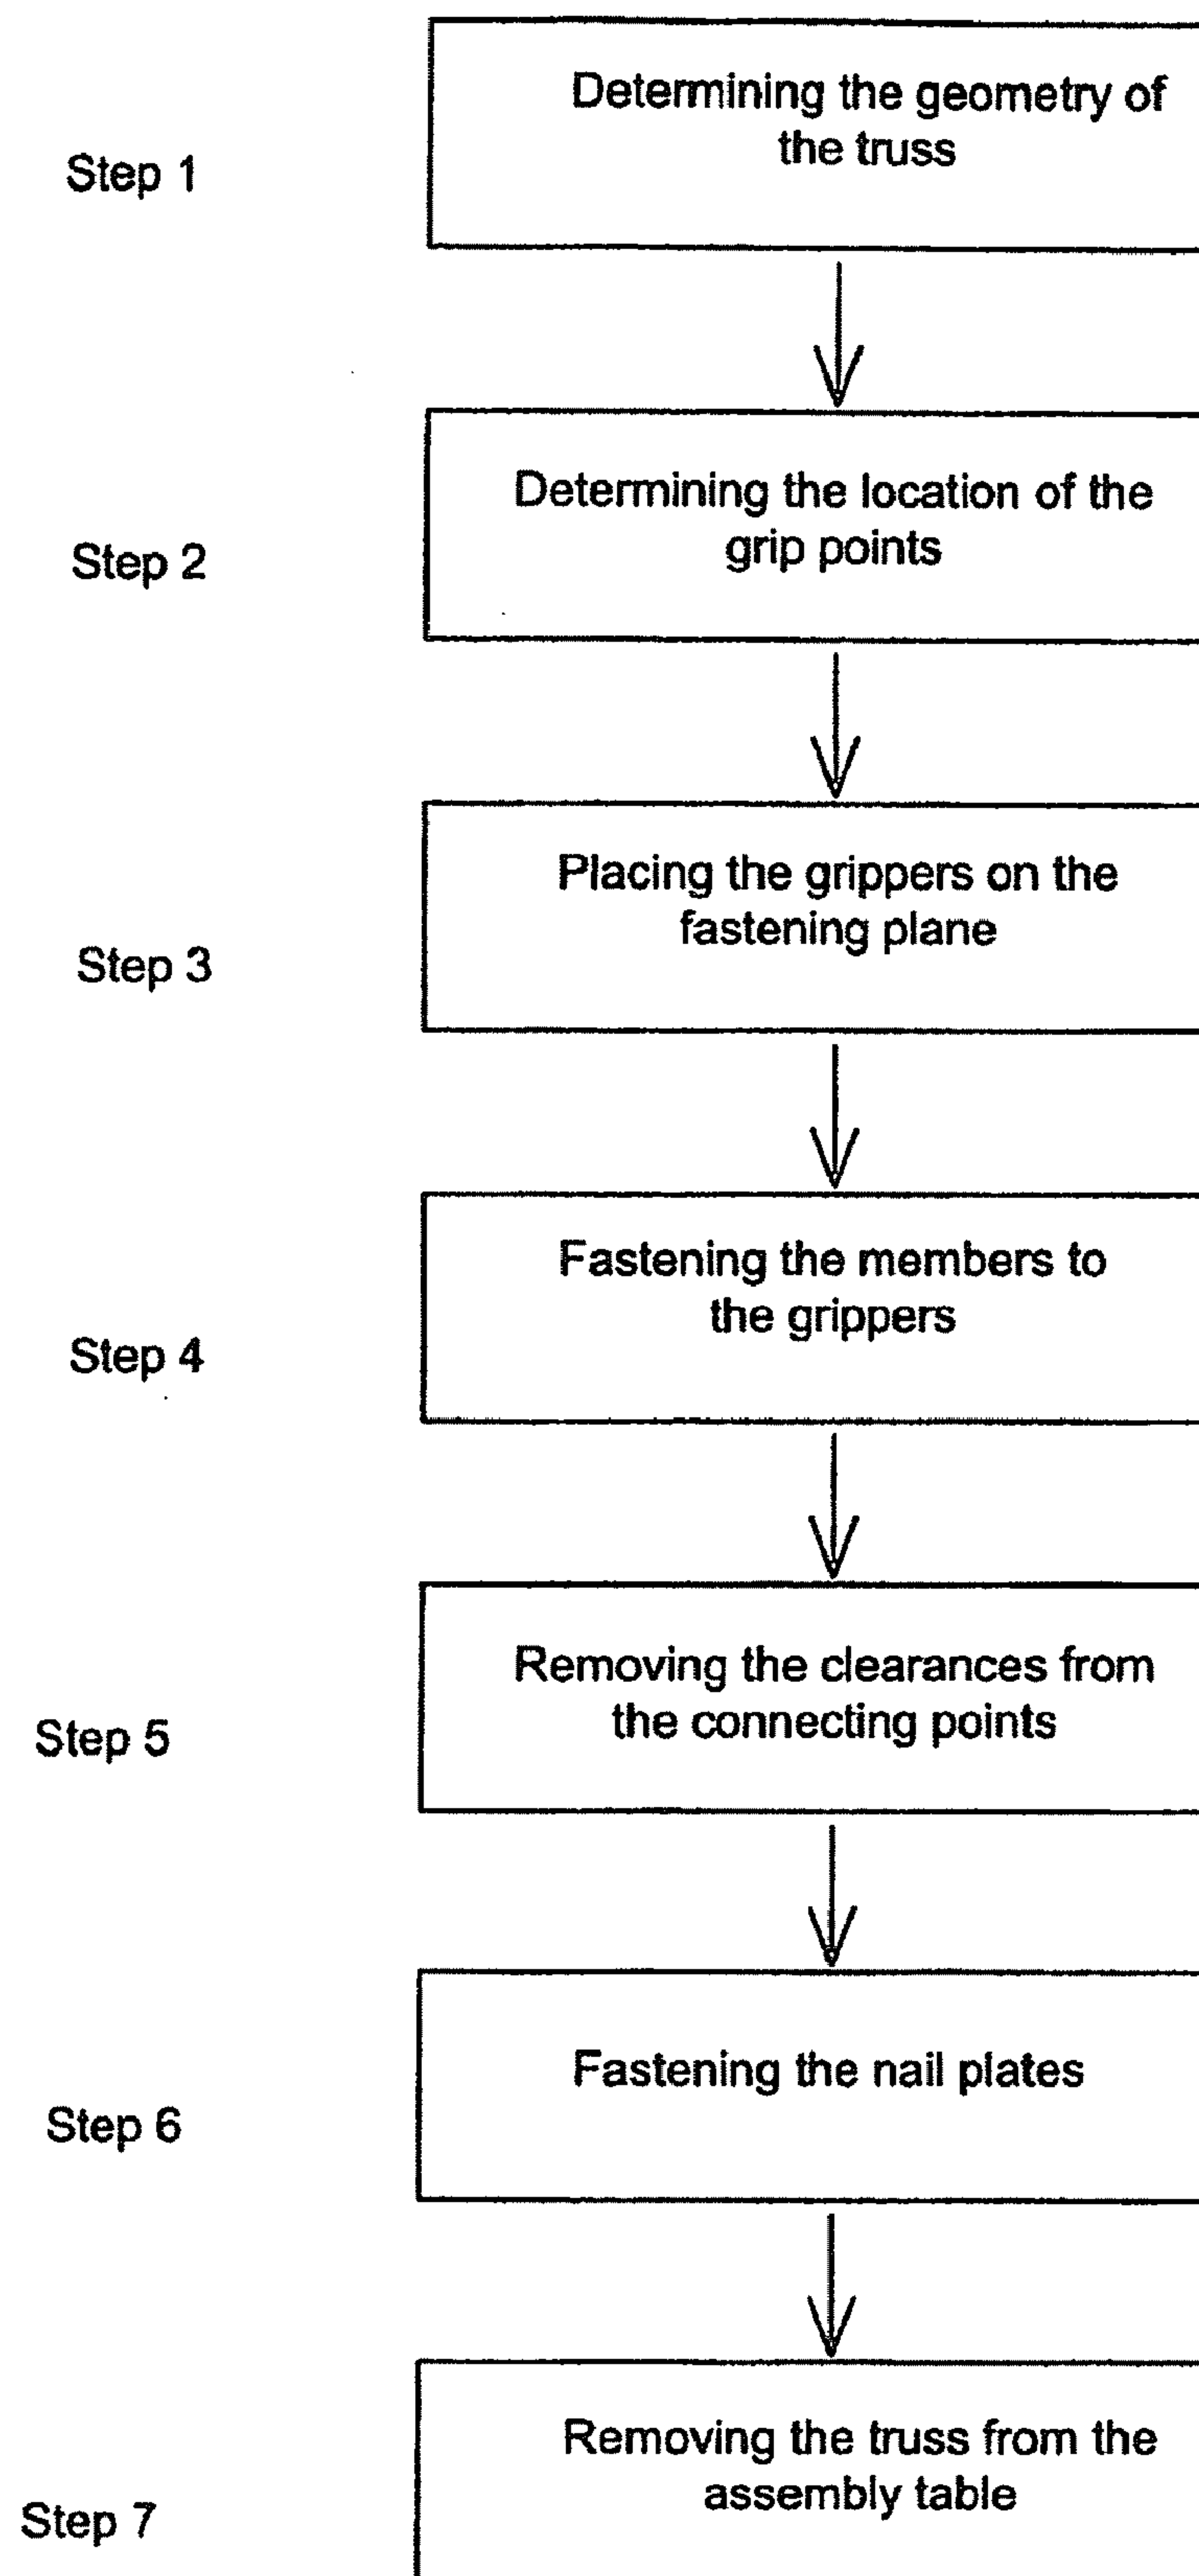 Determining the geometry of
the truss
Step 1
Determining the location of the
grip points
Step 2
Placing the grippers on the
fastening plane
Step 3
Fastening the members to
the grippers
Step 4
Removing the clearances from
the connecting points
Step 5
Fastening the nail plates
Step 6
Removing the truss from the
assembly table
Step 7